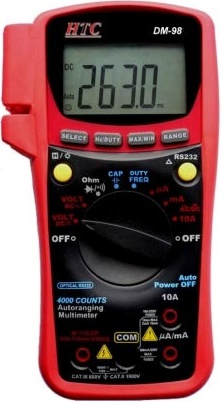 HTC DM-98
DC
Auto
263.0
SELECT Hz/DUTY MAX/MIN RANGE
H/ RS232
Ohm CAP DUTY FREQ
VOLT μA
mA
VOLT 10A
OFF OFF
Auto
Power OFF
OPTICAL RS232
4000 COUNTS
Autoranging
Multimeter
10A
COM μA/mA
CAT.III 600V CAT.II 1000V